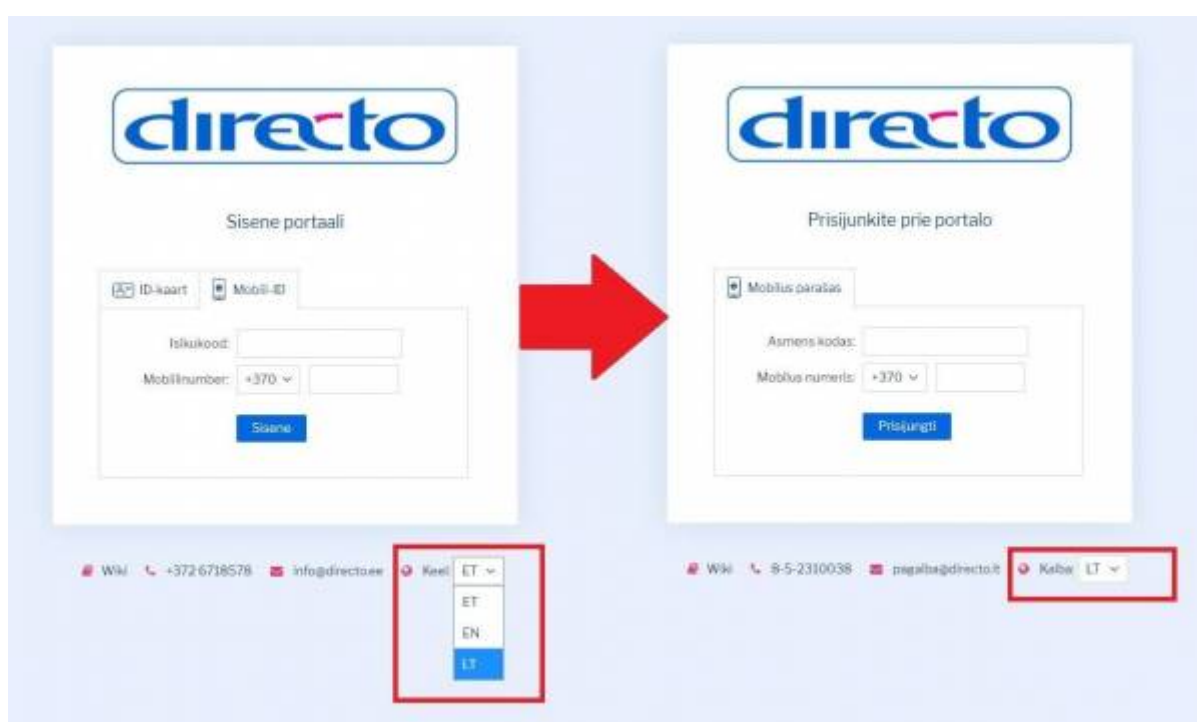 directo
Sisene portaali
ID-kaart Mobiil-ID
Isikukood:
Mobiilinumber: +370
Sisene
Wiki +372 6718578 info@directo.ee Keel: ET
ET
EN
LT
directo
Prisijunkite prie portalo
Mobilus parašas
Asmens kodas:
Mobilus numeris: +370
Prisijungti
Wiki 8-5-2310038 pagalba@directo.lt Kalba: LT